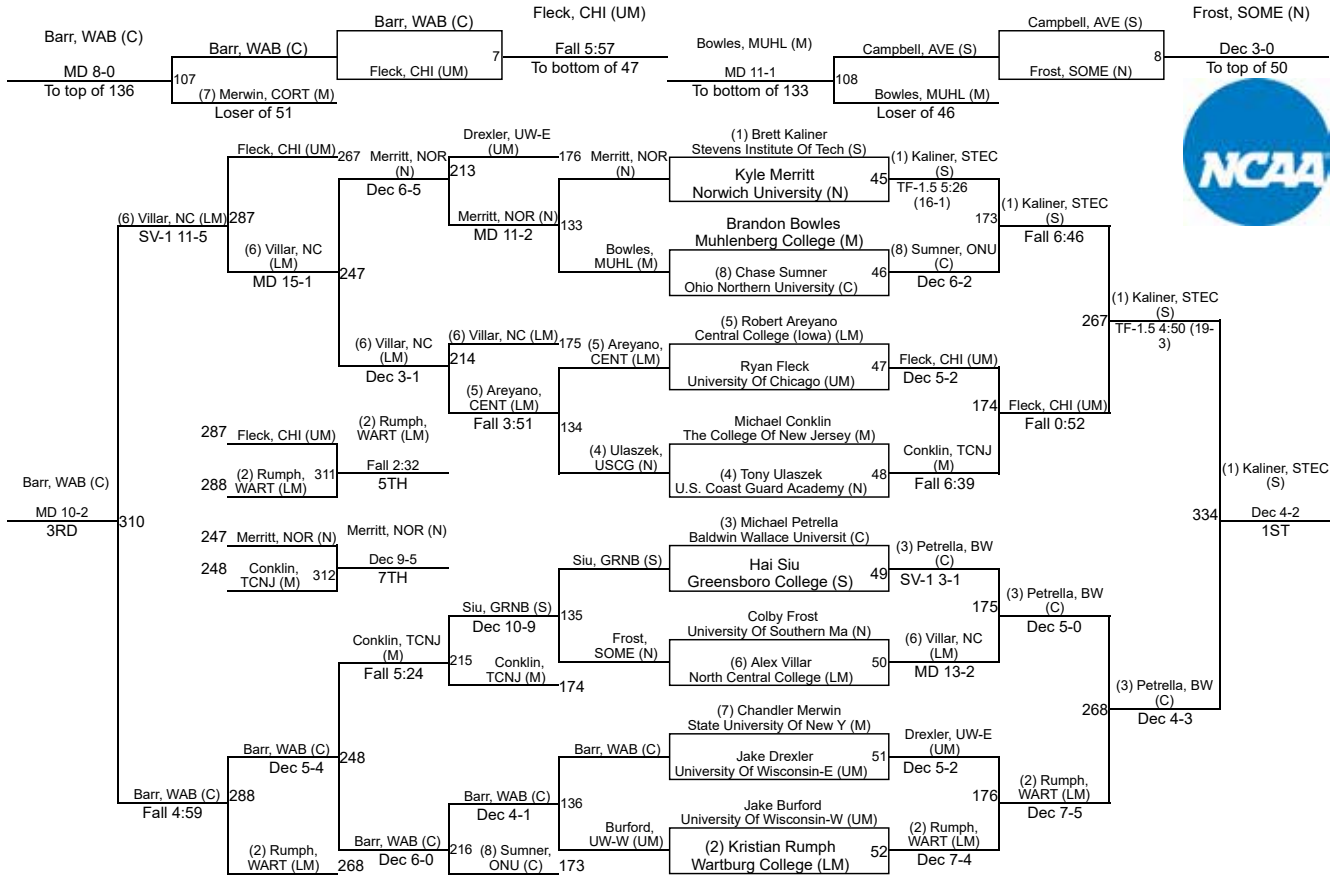 Barr, WAB (C)
MD 8-0
To top of 136
Barr, WAB (C)
107
(7) Merwin, CORT (M)
Loser of 51
Barr, WAB (C)
7
Fleck, CHI (UM)
Fleck, CHI (UM)
Fall 5:57
To bottom of 47
Bowles, MUHL (M)
MD 11-1
To bottom of 133
Campbell, AVE (S)
108
Bowles, MUHL (M)
Loser of 46
Campbell, AVE (S)
8
Frost, SOME (N)
Frost, SOME (N)
Dec 3-0
To top of 50
NCAA
(1) Brett Kaliner
Stevens Institute Of Tech (S)
Kyle Merritt
45
Norwich University (N)
Brandon Bowles
Muhlenberg College (M)
(8) Chase Sumner
46
Ohio Northern University (C)
(5) Robert Areyano
Central College (Iowa) (LM)
Ryan Fleck
47
University Of Chicago (UM)
Michael Conklin
The College Of New Jersey (M)
(4) Tony Ulaszek
48
U.S. Coast Guard Academy (N)
(3) Michael Petrella
Baldwin Wallace Universit (C)
Hai Siu
49
Greensboro College (S)
Colby Frost
University Of Southern Ma (N)
(6) Alex Villar
50
North Central College (LM)
(7) Chandler Merwin
State University Of New Y (M)
Jake Drexler
51
University Of Wisconsin-E (UM)
Jake Burford
University Of Wisconsin-W (UM)
(2) Kristian Rumph
52
Wartburg College (LM)
(1) Kaliner, STEC
(S)
TF-1.5 5:26
(16-1)
173
(8) Sumner, ONU
(C)
Dec 6-2
Fleck, CHI (UM)
Dec 5-2
174
Conklin, TCNJ
(M)
Fall 6:39
(3) Petrella, BW
(C)
SV-1 3-1
175
(6) Villar, NC
(LM)
MD 13-2
Drexler, UW-E
(UM)
Dec 5-2
176
(2) Rumph,
WART (LM)
Dec 7-4
(1) Kaliner, STEC
(S)
Fall 6:46
267
Fleck, CHI (UM)
Fall 0:52
(3) Petrella, BW
(C)
Dec 5-0
268
(2) Rumph,
WART (LM)
Dec 7-5
(1) Kaliner, STEC
(S)
TF-1.5 4:50 (19-
3)
334
(3) Petrella, BW
(C)
Dec 4-3
(1) Kaliner, STEC
(S)
Dec 4-2
1ST
Merritt, NOR
(N)
133
Bowles,
MUHL (M)
(5) Areyano,
CENT (LM)
134
(4) Ulaszek,
USCG (N)
Siu, GRNB (S)
135
Frost,
SOME (N)
Barr, WAB (C)
136
Burford,
UW-W (UM)
Drexler, UW-E
(UM)
176
213
Merritt, NOR (N)
MD 11-2
(6) Villar, NC (LM)
175
214
(5) Areyano,
CENT (LM)
Fall 3:51
Siu, GRNB (S)
Dec 10-9
215
Conklin,
TCNJ (M)
174
Barr, WAB (C)
Dec 4-1
216
(8) Sumner,
ONU (C)
173
Merritt, NOR
(N)
Dec 6-5
247
(6) Villar, NC
(LM)
Dec 3-1
Conklin, TCNJ
(M)
Fall 5:24
248
Barr, WAB (C)
Dec 6-0
Fleck, CHI (UM)
267
287
(6) Villar, NC
(LM)
MD 15-1
Barr, WAB (C)
Dec 5-4
288
(2) Rumph,
WART (LM)
268
(6) Villar, NC (LM)
SV-1 11-5
310
Barr, WAB (C)
Fall 4:59
Barr, WAB (C)
MD 10-2
3RD
287
Fleck, CHI (UM)
288
(2) Rumph,
WART (LM)
311
(2) Rumph,
WART (LM)
Fall 2:32
5TH
247
Merritt, NOR (N)
248
Conklin,
TCNJ (M)
312
Merritt, NOR (N)
Dec 9-5
7TH